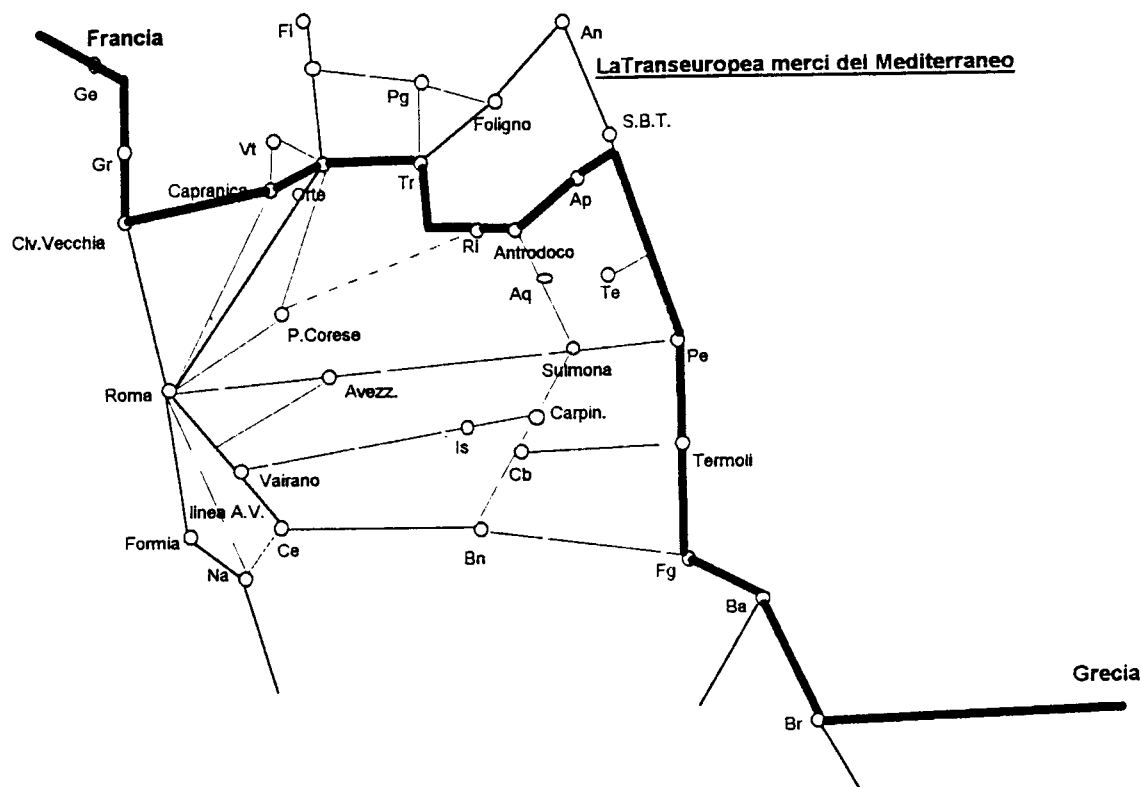 Francia
Fi
An
LaTranseuropea merci del Mediterraneo
Ge
Pg
Foligno
S.B.T.
Vt
Gr
Capranica
Orte
Tr
Ap
Civ.Vecchia
Ri
Antrodoco
Aq
Te
P.Corese
Pe
Sulmona
Roma
Avezz.
Carpin.
Is
Cb
Termoli
Vairano
linea A.V.
Formia
Ce
Bn
Na
Fg
Ba
Grecia
Br